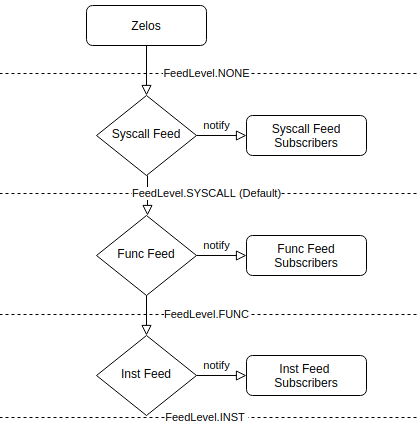 Zelos
FeedLevel.NONE
Syscall Feed
notify
Syscall Feed
Subscribers
FeedLevel.SYSCALL (Default)
Func Feed
notify
Func Feed
Subscribers
FeedLevel.FUNC
Inst Feed
notify
Inst Feed
Subscribers
FeedLevel.INST